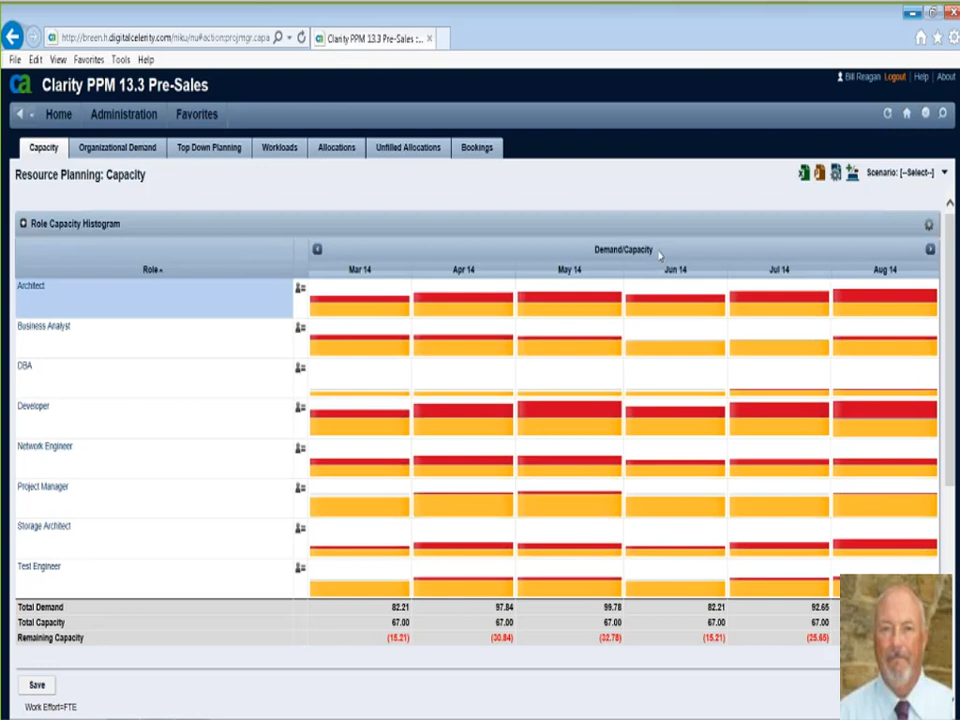 http://breen.h.digitalcelerity.com/niku/nu#action:projmgr.capa
Clarity PPM 13.3 Pre-Sales :...
File Edit View Favorites Tools Help
ca Clarity PPM 13.3 Pre-Sales
Bill Reagan Logout | Help | About
Home Administration Favorites
Capacity Organizational Demand Top Down Planning Workloads Allocations Unfilled Allocations Bookings
Resource Planning: Capacity
Scenario: [--Select--]
Role Capacity Histogram
Demand/Capacity
Role Mar 14 Apr 14 May 14 Jun 14 Jul 14 Aug 14
Architect
Business Analyst
DBA
Developer
Network Engineer
Project Manager
Storage Architect
Test Engineer
Total Demand 82.21 97.84 99.78 82.21 92.65
Total Capacity 67.00 67.00 67.00 67.00 67.00
Remaining Capacity (15.21) (30.84) (32.78) (15.21) (25.65)
Save
Work Effort=FTE